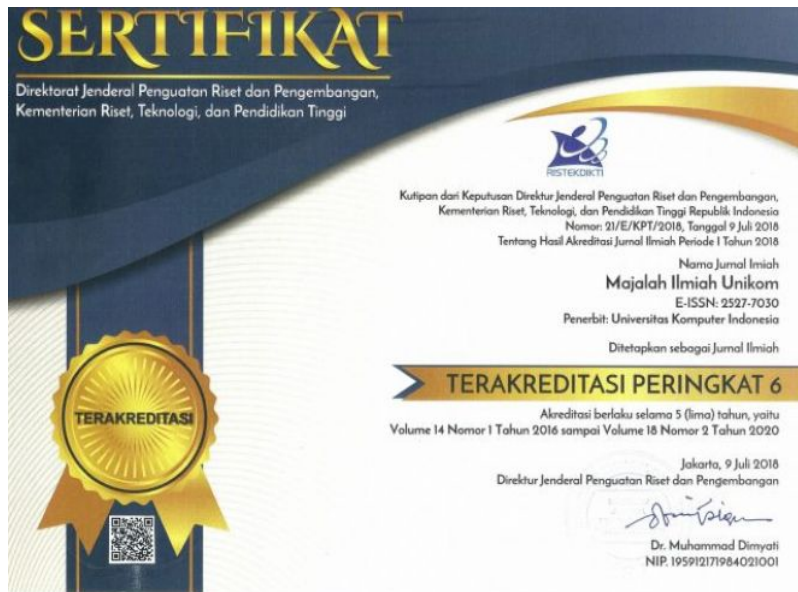 SERTIFIKAT
Direktorat Jenderal Penguatan Riset dan Pengembangan,
Kementerian Riset, Teknologi, dan Pendidikan Tinggi
RISTEKDIKTI
Kutipan dari Keputusan Direktur Jenderal Penguatan Riset dan Pengembangan,
Kementerian Riset, Teknologi, dan Pendidikan Tinggi Republik Indonesia
Nomor: 21/E/KPT/2018, Tanggal 9 Juli 2018
Tentang Hasil Akreditasi Jurnal Ilmiah Periode I Tahun 2018
Nama Jurnal Imiah
Majalah Ilmiah Unikom
E-ISSN: 2527-7030
Penerbit: Universitas Komputer Indonesia
Ditetapkan sebagai Jurnal Ilmiah
TERAKREDITASI PERINGKAT 6
Akreditasi berlaku selama 5 (lima) tahun, yaitu
Volume 14 Nomor 1 Tahun 2016 sampai Volume 18 Nomor 2 Tahun 2020
TERAKREDITASI
Jakarta, 9 Juli 2018
Direktur Jenderal Penguatan Riset dan Pengembangan
Dr. Muhammad Dimyati
NIP. 195912171984021001